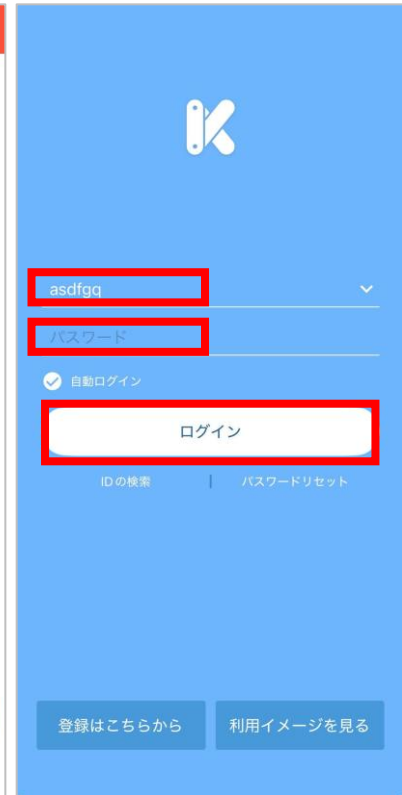 asdfgq
パスワード
自動ログイン
ログイン
IDの検索 | パスワードリセット
登録はこちらから 利用イメージを見る